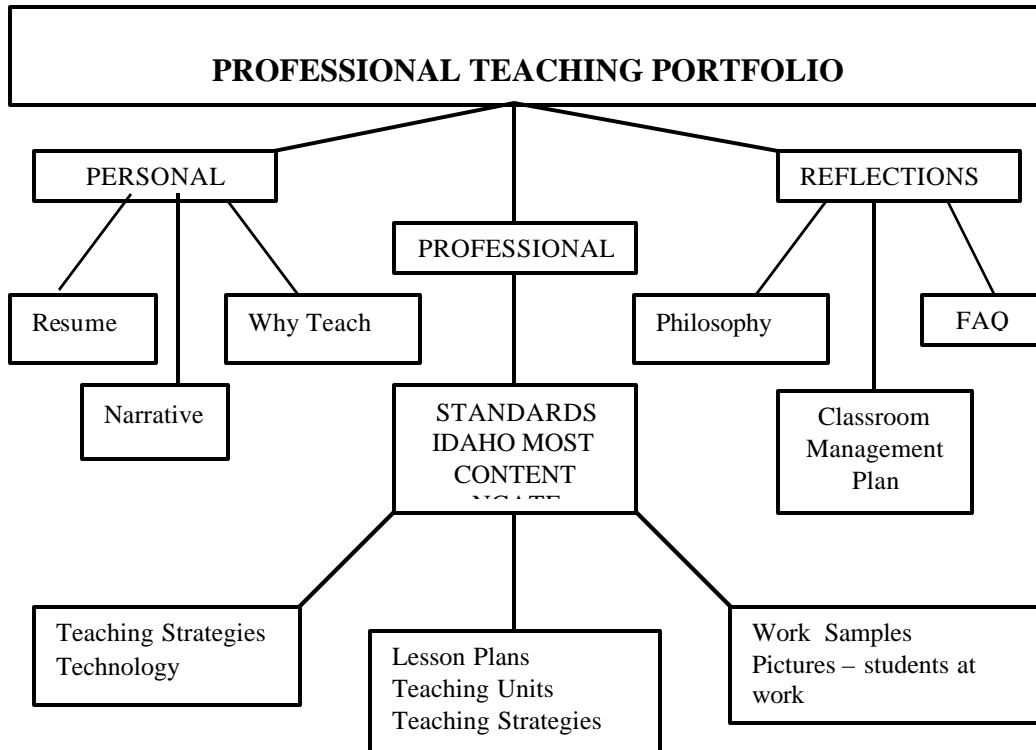 PROFESSIONAL TEACHING PORTFOLIO
PERSONAL
REFLECTIONS
PROFESSIONAL
Resume
Why Teach
Philosophy
FAQ
Narrative
STANDARDS
IDAHO MOST
CONTENT
NCATE
Classroom
Management
Plan
Teaching Strategies
Technology
Lesson Plans
Teaching Units
Teaching Strategies
Work Samples
Pictures – students at
work